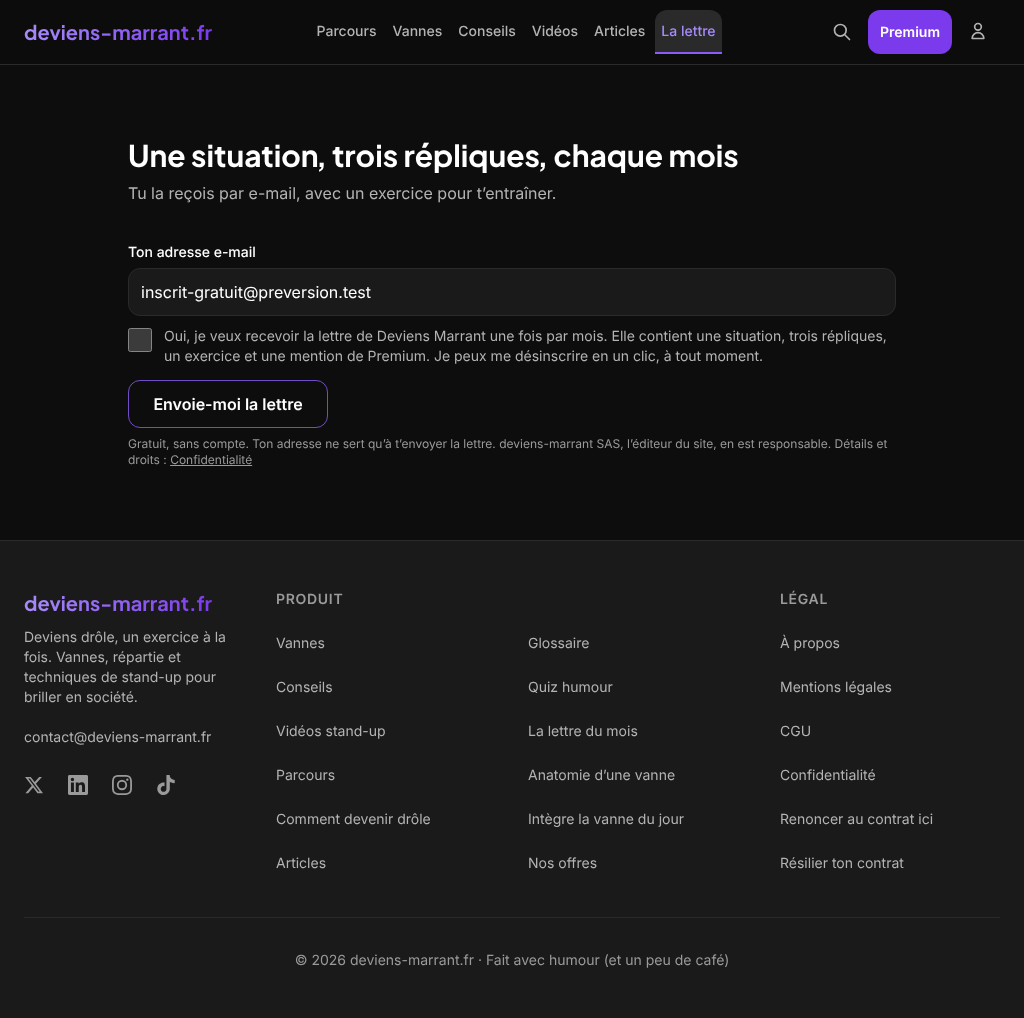 deviens-marrant.fr
Parcours
Vannes
Conseils
Vidéos
Articles
La lettre
Premium
Une situation, trois répliques, chaque mois
Tu la reçois par e-mail, avec un exercice pour t’entraîner.
Ton adresse e-mail
inscrit-gratuit@preversion.test
Oui, je veux recevoir la lettre de Deviens Marrant une fois par mois. Elle contient une situation, trois répliques,
un exercice et une mention de Premium. Je peux me désinscrire en un clic, à tout moment.
Envoie-moi la lettre
Gratuit, sans compte. Ton adresse ne sert qu’à t’envoyer la lettre. deviens-marrant SAS, l’éditeur du site, en est responsable. Détails et
droits : Confidentialité
deviens-marrant.fr
Deviens drôle, un exercice à la
fois. Vannes, répartie et
techniques de stand-up pour
briller en société.
contact@deviens-marrant.fr
PRODUIT
Vannes
Conseils
Vidéos stand-up
Parcours
Comment devenir drôle
Articles
Glossaire
Quiz humour
La lettre du mois
Anatomie d’une vanne
Intègre la vanne du jour
Nos offres
LÉGAL
À propos
Mentions légales
CGU
Confidentialité
Renoncer au contrat ici
Résilier ton contrat
© 2026 deviens-marrant.fr · Fait avec humour (et un peu de café)